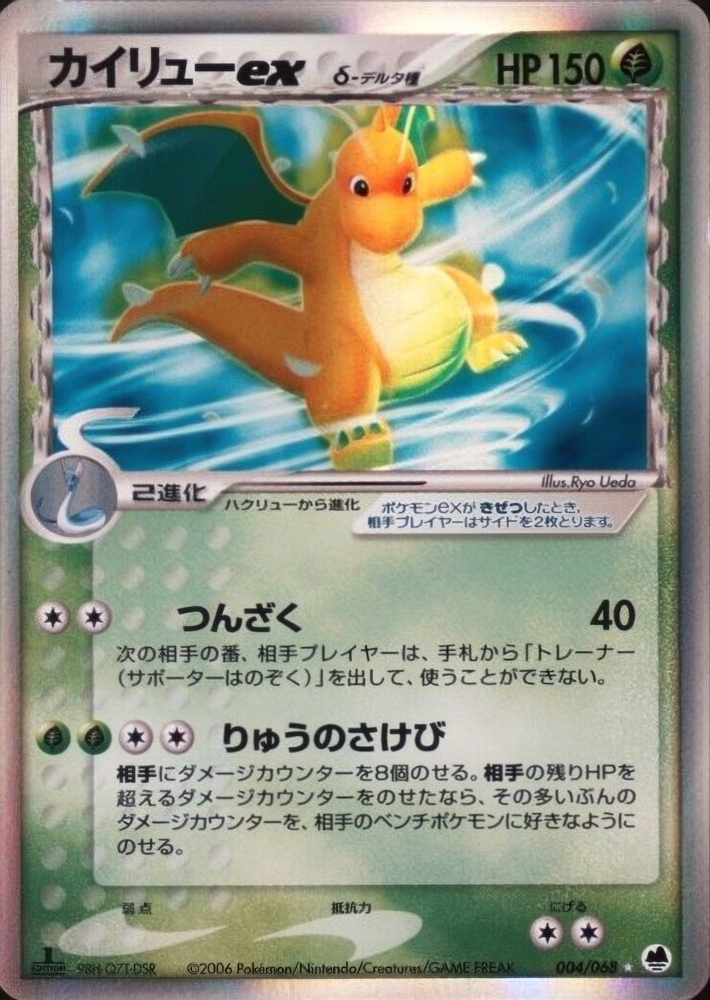 カイリューex δ-デルタ種 HP150
Illus.Ryo Ueda
2進化 ハクリューから進化
ポケモンexがきぜつしたとき、
相手プレイヤーはサイドを2枚とります。
つんざく 40
次の相手の番、相手プレイヤーは、手札から「トレーナー
(サポーターはのぞく)」を出して、使うことができない。
りゅうのさけび
相手にダメージカウンターを8個のせる。相手の残りHPを
超えるダメージカウンターをのせたなら、その多いぶんの
ダメージカウンターを、相手のベンチポケモンに好きなように
のせる。
弱点 抵抗力 にげる
1 EDITION ©2006 Pokémon/Nintendo/Creatures/GAME FREAK 004/068